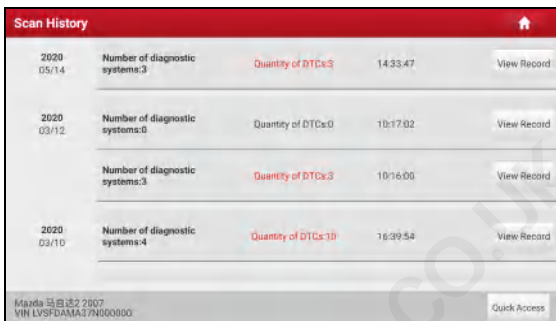 Scan History
2020
05/14
Number of diagnostic
systems:3
Quantity of DTCs:3
14:33:47
View Record
2020
03/12
Number of diagnostic
systems:0
Quantity of DTCs:0
10:17:02
View Record
Number of diagnostic
systems:3
Quantity of DTCs:3
10:16:00
View Record
2020
03/10
Number of diagnostic
systems:4
Quantity of DTCs:10
16:39:54
View Record
Mazda 马自达2 2007
VIN LVSFDAMA37N000000
Quick Access
CO.UK